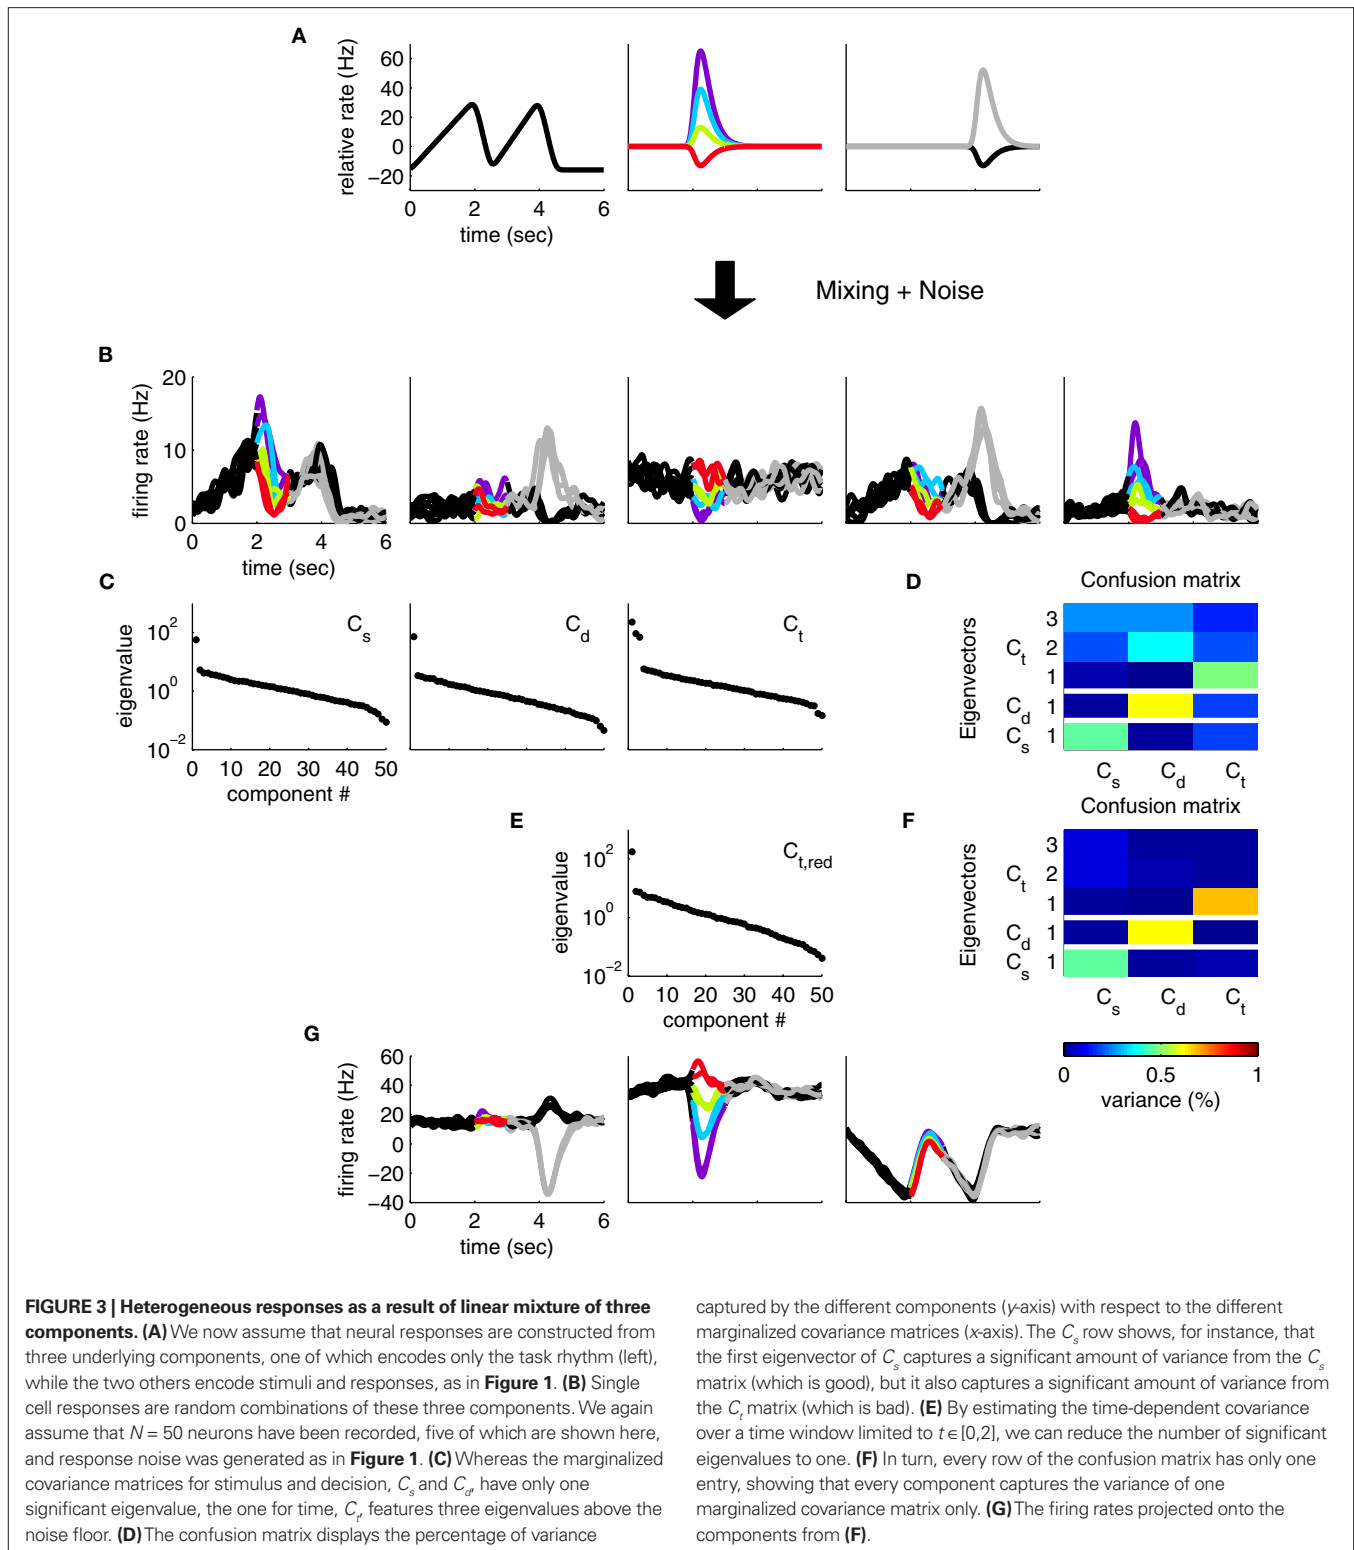 A
relative rate (Hz)
60
40
20
0
−20
0 2 4 6
time (sec)
Mixing + Noise
B
firing rate (Hz)
20
10
0
0 2 4 6
time (sec)
C
eigenvalue
10^2
10^0
10^−2
0 10 20 30 40 50
component #
C_s
C_d
C_t
D
Confusion matrix
Eigenvectors
C_t
3
2
1
C_d 1
C_s 1
C_s C_d C_t
E
eigenvalue
10^2
10^0
10^−2
0 10 20 30 40 50
component #
C_t,red
F
Confusion matrix
Eigenvectors
C_t
3
2
1
C_d 1
C_s 1
C_s C_d C_t
0 0.5 1
variance (%)
G
firing rate (Hz)
60
40
20
0
−20
−40
0 2 4 6
time (sec)
FIGURE 3 | Heterogeneous responses as a result of linear mixture of three
components. (A) We now assume that neural responses are constructed from
three underlying components, one of which encodes only the task rhythm (left),
while the two others encode stimuli and responses, as in Figure 1. (B) Single
cell responses are random combinations of these three components. We again
assume that N = 50 neurons have been recorded, five of which are shown here,
and response noise was generated as in Figure 1. (C) Whereas the marginalized
covariance matrices for stimulus and decision, C_s and C_d, have only one
significant eigenvalue, the one for time, C_t, features three eigenvalues above the
noise floor. (D) The confusion matrix displays the percentage of variance
captured by the different components (y-axis) with respect to the different
marginalized covariance matrices (x-axis). The C_s row shows, for instance, that
the first eigenvector of C_s captures a significant amount of variance from the C_s
matrix (which is good), but it also captures a significant amount of variance from
the C_t matrix (which is bad). (E) By estimating the time-dependent covariance
over a time window limited to t ∈ [0,2], we can reduce the number of significant
eigenvalues to one. (F) In turn, every row of the confusion matrix has only one
entry, showing that every component captures the variance of one
marginalized covariance matrix only. (G) The firing rates projected onto the
components from (F).